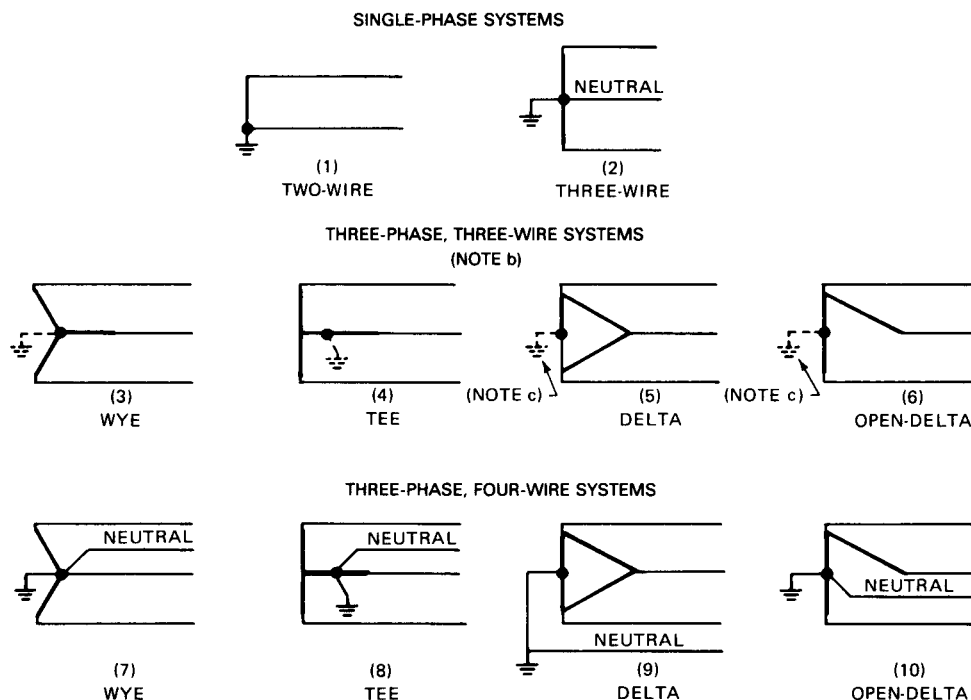 SINGLE-PHASE SYSTEMS
NEUTRAL
(1)
TWO-WIRE
(2)
THREE-WIRE
THREE-PHASE, THREE-WIRE SYSTEMS
(NOTE b)
(3)
WYE
(4)
TEE
(NOTE c)
(5)
DELTA
(NOTE c)
(6)
OPEN-DELTA
THREE-PHASE, FOUR-WIRE SYSTEMS
NEUTRAL
(7)
WYE
NEUTRAL
(8)
TEE
NEUTRAL
(9)
DELTA
NEUTRAL
(10)
OPEN-DELTA